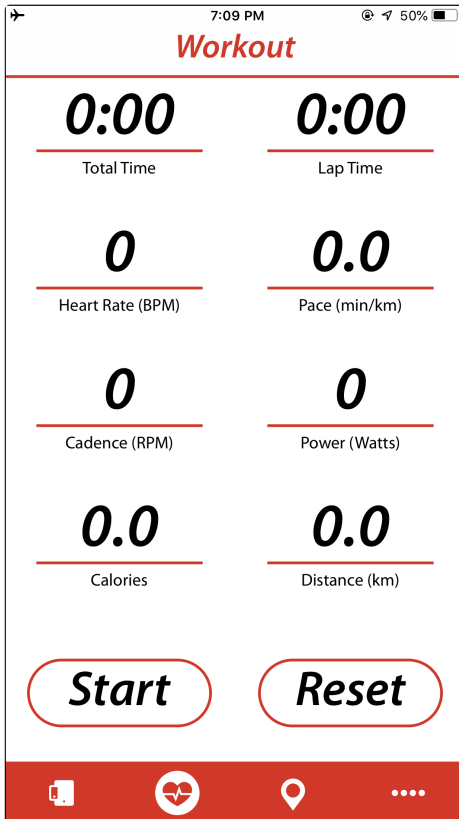 7:09 PM 50%
Workout
0:00 0:00
Total Time Lap Time
0 0.0
Heart Rate (BPM) Pace (min/km)
0 0
Cadence (RPM) Power (Watts)
0.0 0.0
Calories Distance (km)
Start Reset